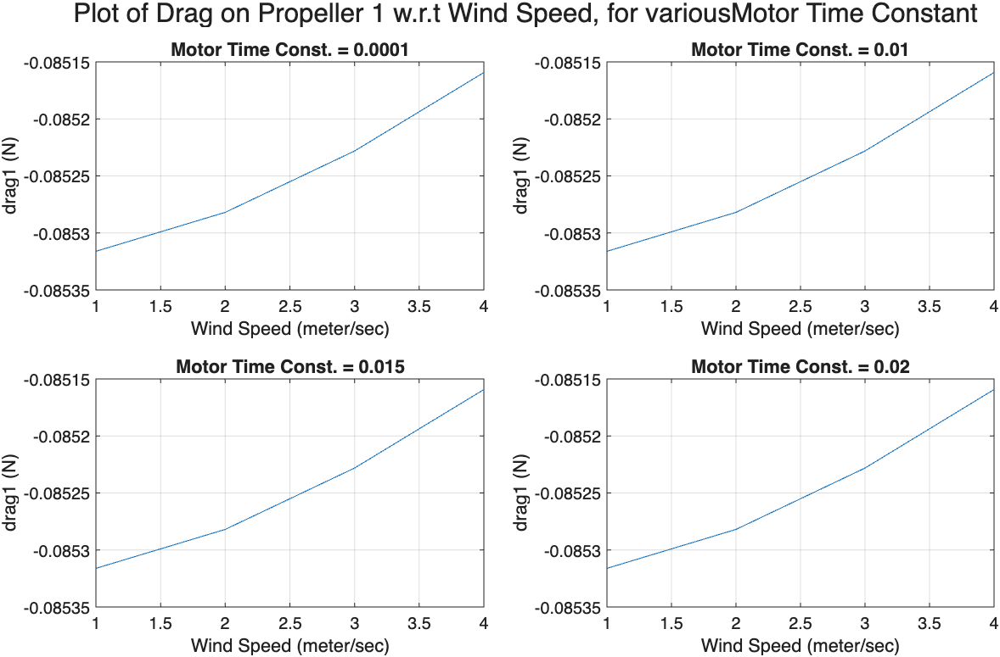 Plot of Drag on Propeller 1 w.r.t Wind Speed, for variousMotor Time Constant
Motor Time Const. = 0.0001
-0.08515
-0.0852
-0.08525
-0.0853
-0.08535
drag1 (N)
1 1.5 2 2.5 3 3.5 4
Wind Speed (meter/sec)
Motor Time Const. = 0.01
-0.08515
-0.0852
-0.08525
-0.0853
-0.08535
drag1 (N)
1 1.5 2 2.5 3 3.5 4
Wind Speed (meter/sec)
Motor Time Const. = 0.015
-0.08515
-0.0852
-0.08525
-0.0853
-0.08535
drag1 (N)
1 1.5 2 2.5 3 3.5 4
Wind Speed (meter/sec)
Motor Time Const. = 0.02
-0.08515
-0.0852
-0.08525
-0.0853
-0.08535
drag1 (N)
1 1.5 2 2.5 3 3.5 4
Wind Speed (meter/sec)